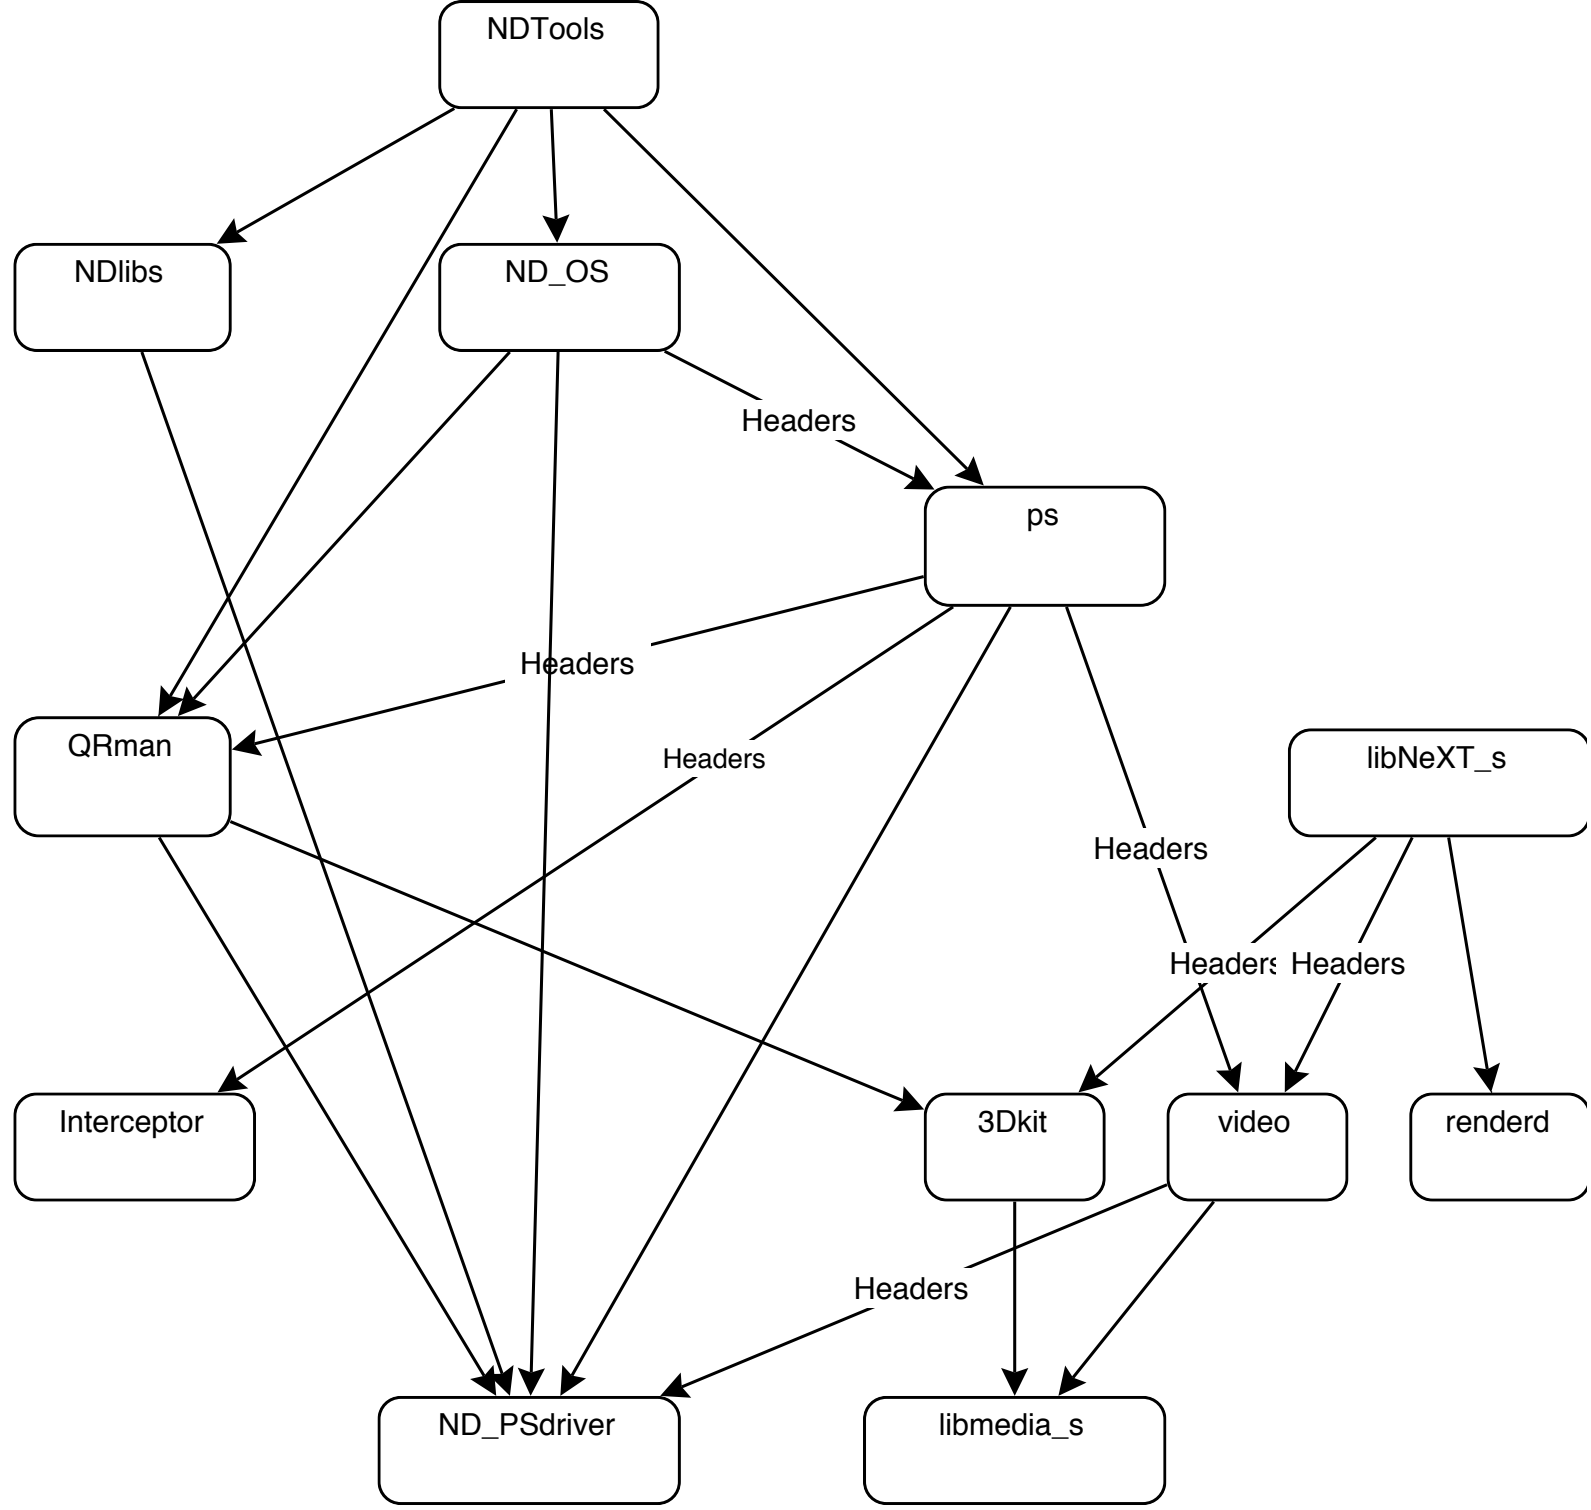 NDTools
NDlibs
ND_OS
Headers
ps
Headers
QRman
Headers
libNeXT_s
Headers
Headers
Headers
Interceptor
3Dkit
video
renderd
Headers
ND_PSdriver
libmedia_s